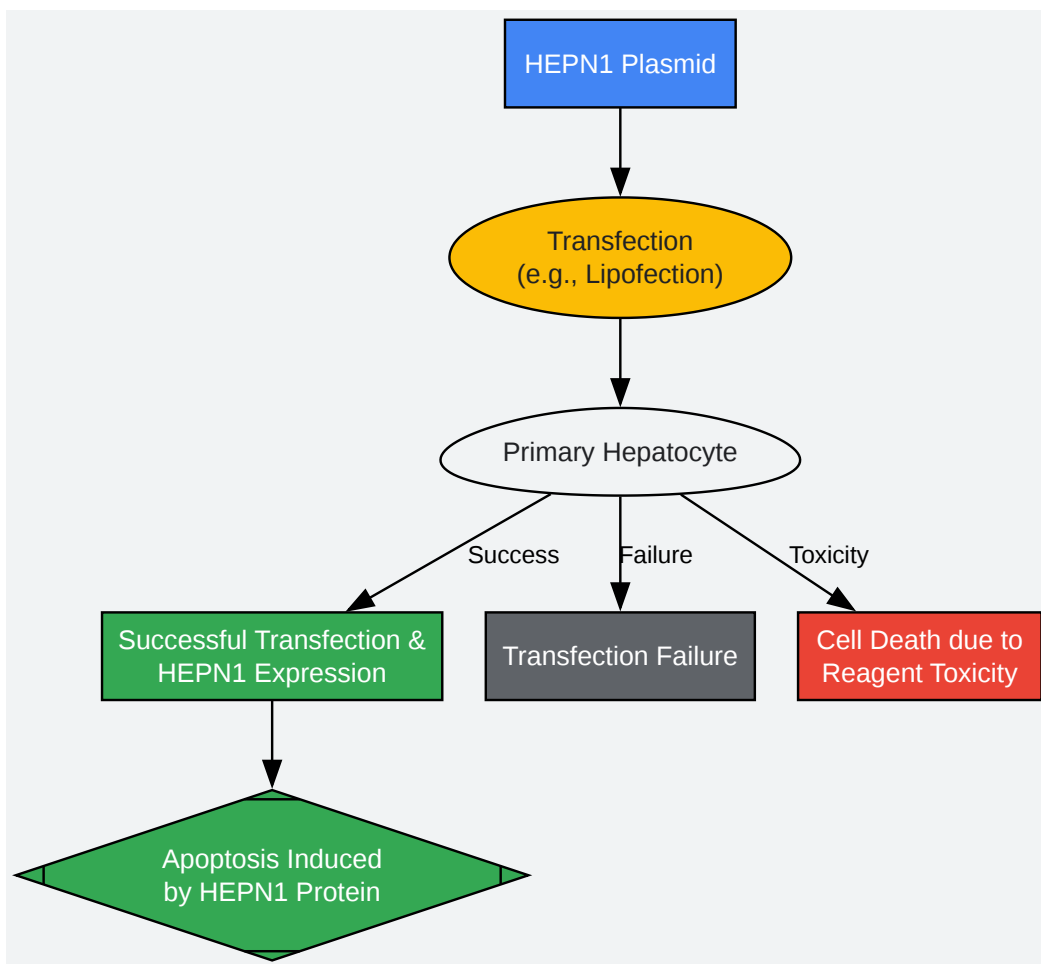 HEPN1 Plasmid
Transfection
(e.g., Lipofection)
Primary Hepatocyte
Success
Failure
Toxicity
Successful Transfection &
HEPN1 Expression
Transfection Failure
Cell Death due to
Reagent Toxicity
Apoptosis Induced
by HEPN1 Protein